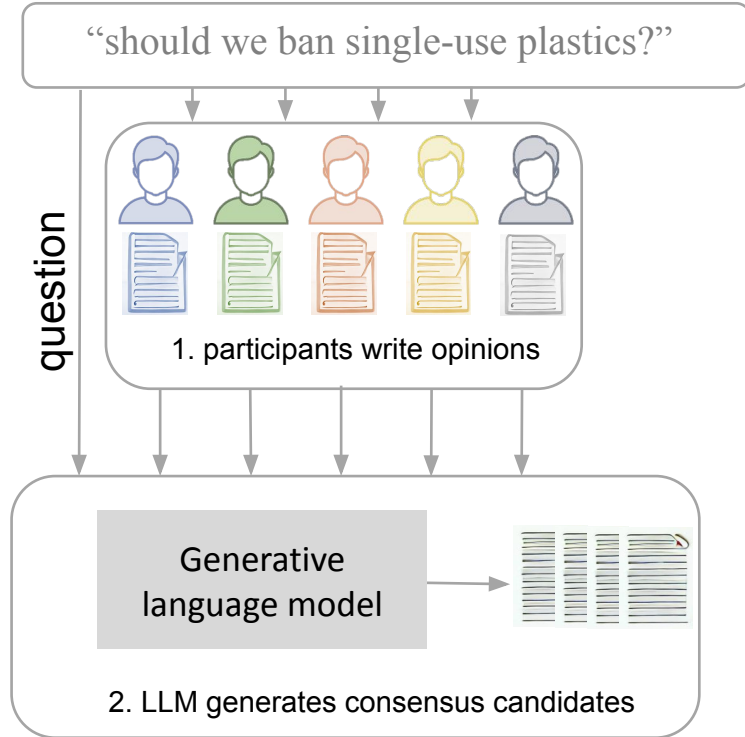 “should we ban single-use plastics?”
question
1. participants write opinions
Generative
language model
2. LLM generates consensus candidates